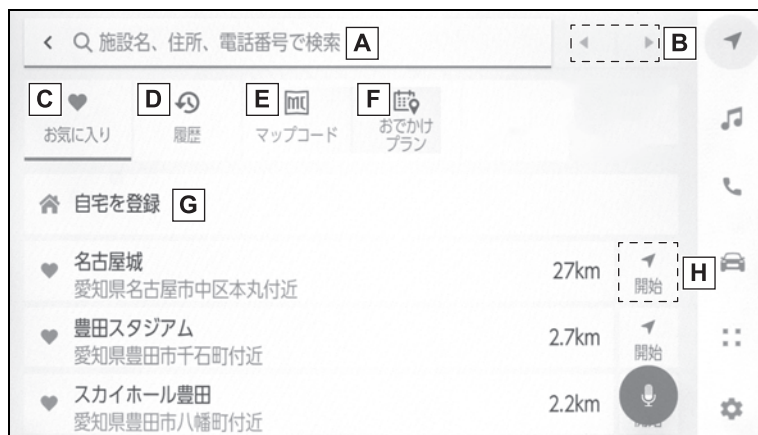 施設名、住所、電話番号で検索 A
B
C
お気に入り
D
履歴
E
MC
マップコード
F
おでかけ
プラン
自宅を登録 G
名古屋城
愛知県名古屋市中区本丸付近
27km
開始
H
豊田スタジアム
愛知県豊田市千石町付近
2.7km
開始
スカイホール豊田
愛知県豊田市八幡町付近
2.2km